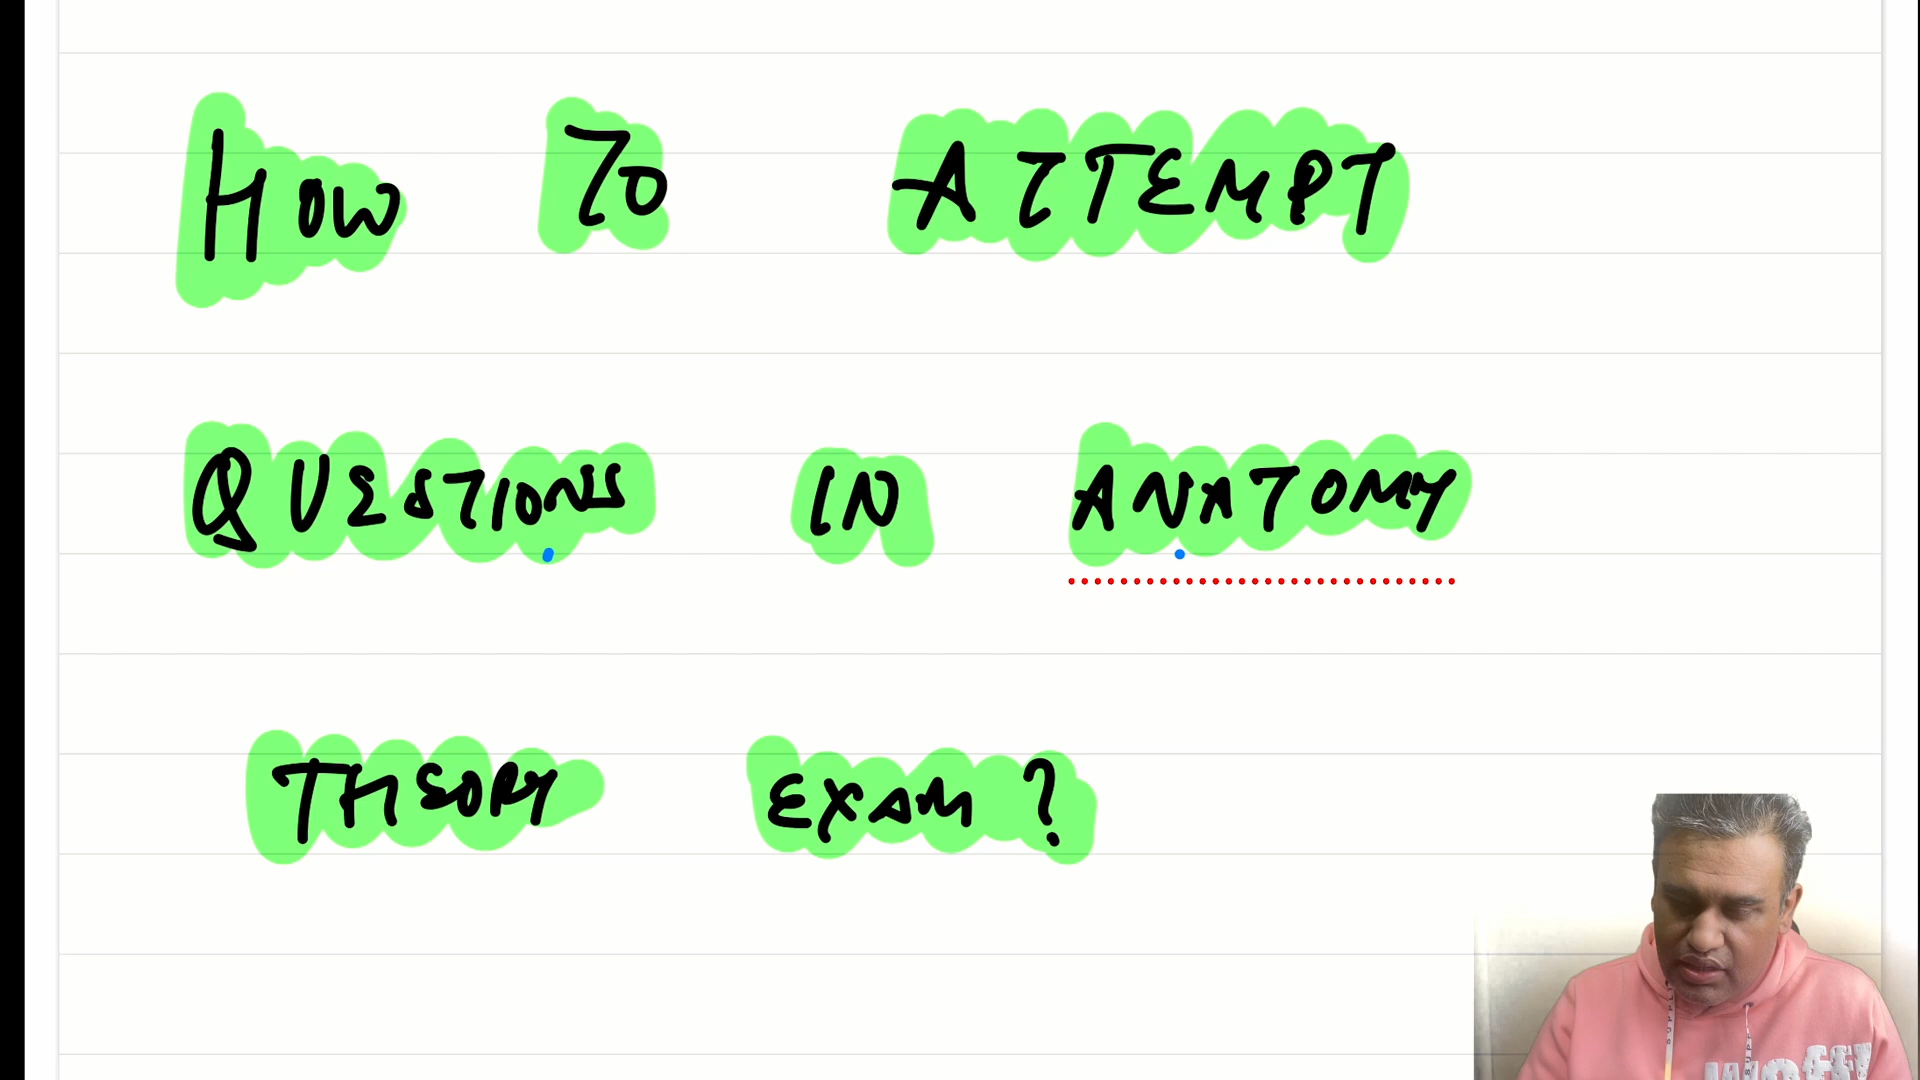 HOW TO ATTEMPT
QUESTIONS IN ANATOMY
THEORY EXAM ?